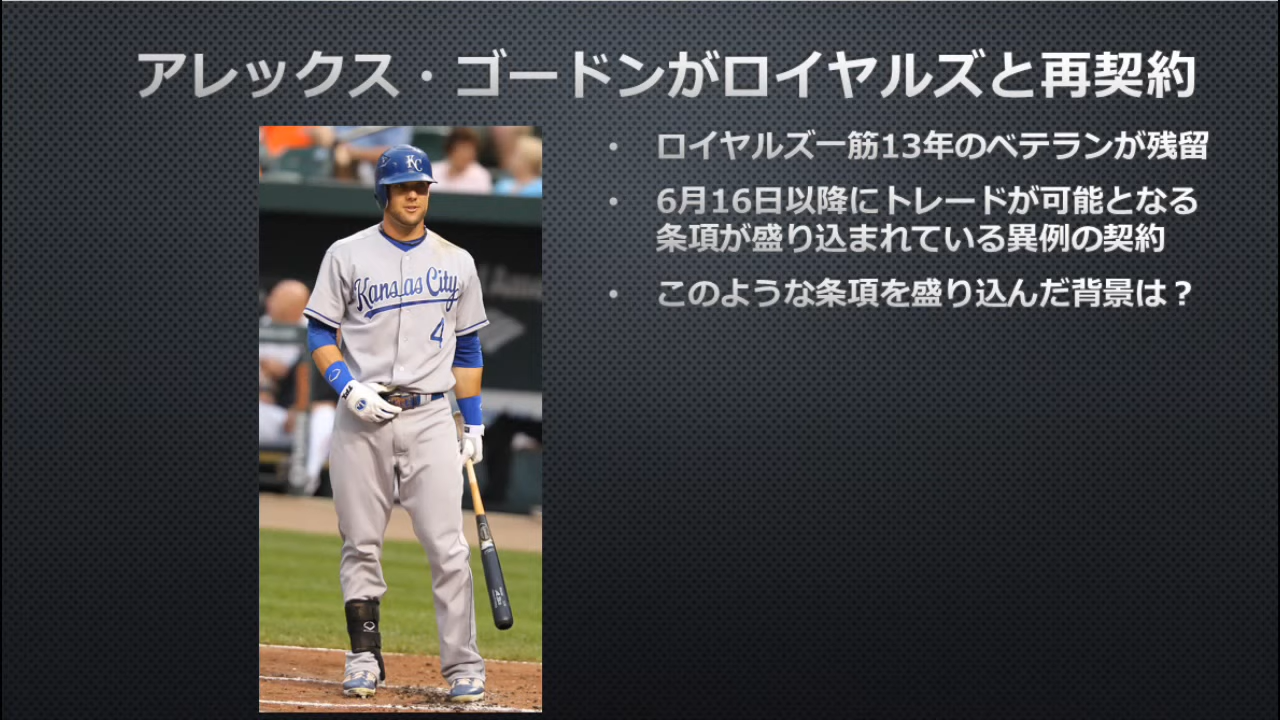 アレックス・ゴードンがロイヤルズと再契約
• ロイヤルズ一筋13年のベテランが残留
• 6月16日以降にトレードが可能となる
条項が盛り込まれている異例の契約
• このような条項を盛り込んだ背景は？
KC
Kansas City
4